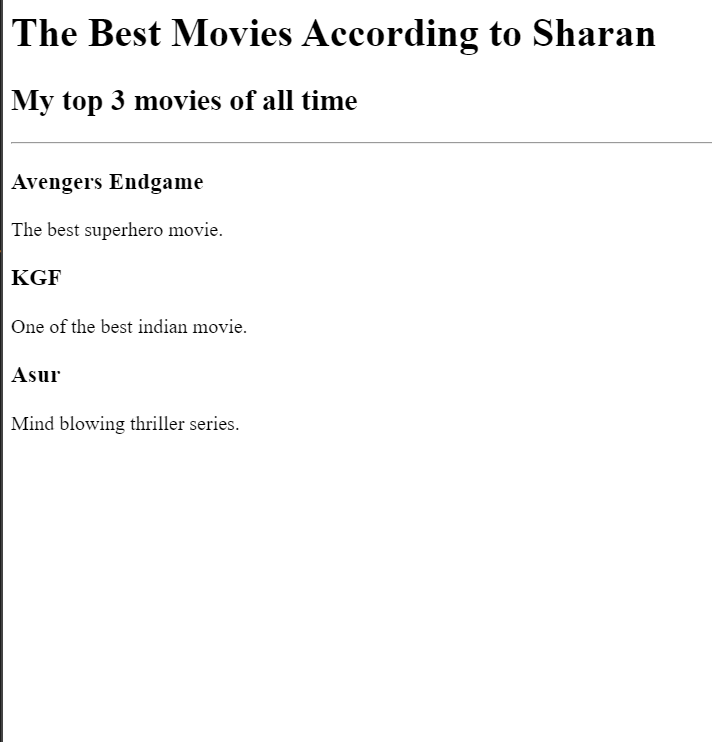 The Best Movies According to Sharan
My top 3 movies of all time
Avengers Endgame
The best superhero movie.
KGF
One of the best indian movie.
Asur
Mind blowing thriller series.